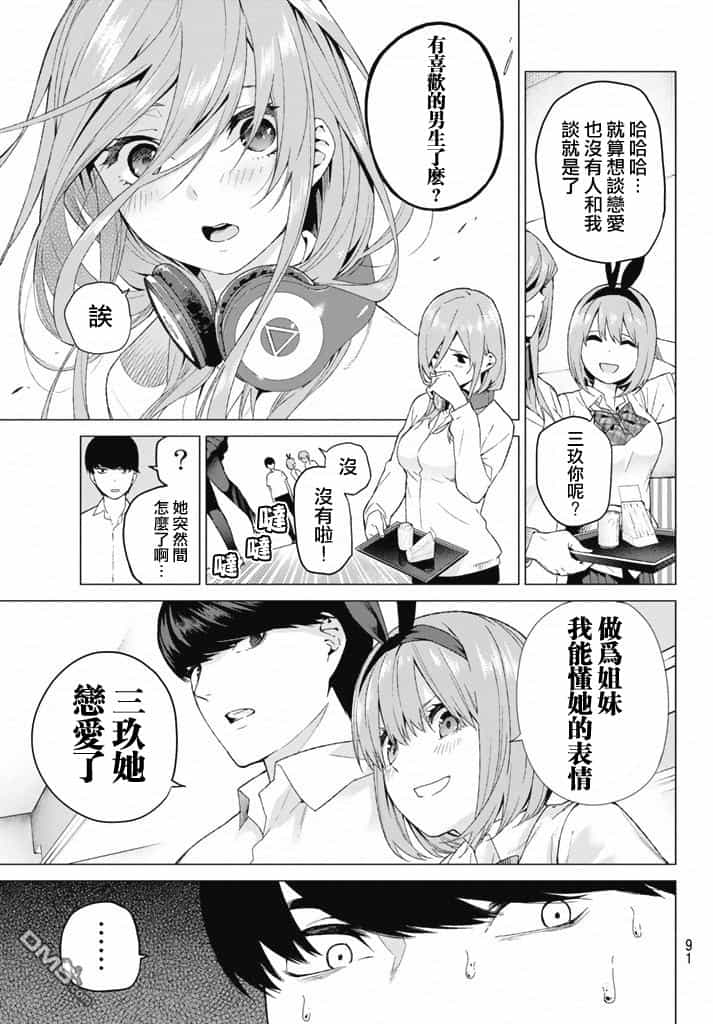 哈哈哈…
就算想談戀愛
也沒有人和我
談就是了
三玖你呢？
有喜歡的男生了麼？
誒
沒
沒有啦！
噠
噠
噠
？
她突然間
怎麼了啊…
做爲姐妹
我能懂她的表情
三玖她
戀愛了
……
91
DM5.com